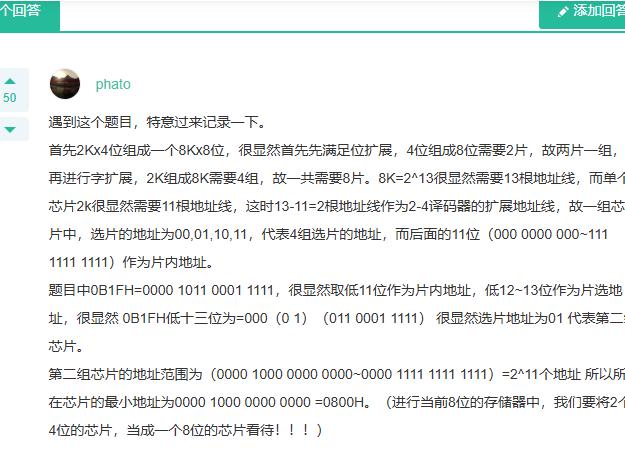 个回答
添加回答
50
phato
遇到这个题目，特意过来记录一下。
首先2Kx4位组成一个8Kx8位，很显然首先先满足位扩展，4位组成8位需要2片，故两片一组，
再进行字扩展，2K组成8K需要4组，故一共需要8片。8K=2^13很显然需要13根地址线，而单个
芯片2k很显然需要11根地址线，这时13-11=2根地址线作为2-4译码器的扩展地址线，故一组芯
片中，选片的地址为00,01,10,11，代表4组选片的地址，而后面的11位（000 0000 000~111
1111 1111）作为片内地址。
题目中0B1FH=0000 1011 0001 1111，很显然取低11位作为片内地址，低12~13位作为片选地
址，很显然 0B1FH低十三位为=000（0 1）（011 0001 1111） 很显然选片地址为01 代表第二组
芯片。
第二组芯片的地址范围为（0000 1000 0000 0000~0000 1111 1111 1111）=2^11个地址 所以所
在芯片的最小地址为0000 1000 0000 0000 =0800H。（进行当前8位的存储器中，我们要将2个
4位的芯片，当成一个8位的芯片看待！！！）